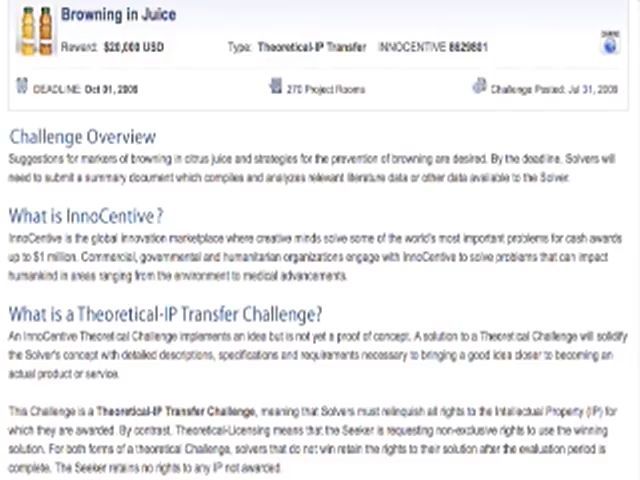 Browning in Juice
Reward: $20,000 USD Type: Theoretical-IP Transfer INNOCENTIVE
DEADLINE: Oct 31, 270 Project Rooms Challenge Posted: Jul 31,
Challenge Overview
Suggestions for markers of browning in citrus juice and strategies for the prevention of browning are desired. By the deadline, Solvers will
need to submit a summary document which compiles and analyzes relevant literature data or other data available to the Solver.
What is InnoCentive?
InnoCentive is the global innovation marketplace where creative minds solve some of the world's most important problems for cash awards
up to $1 million. Commercial, governmental and humanitarian organizations engage with InnoCentive to solve problems that can impact
humankind in areas ranging from the environment to medical advancements.
What is a Theoretical-IP Transfer Challenge?
An InnoCentive Theoretical Challenge implements an idea but is not yet a proof of concept. A solution to a Theoretical Challenge will solidify
the Solver's concept with detailed descriptions, specifications and requirements necessary to bringing a good idea closer to becoming an
actual product or service.
This Challenge is a Theoretical-IP Transfer Challenge, meaning that Solvers must relinquish all rights to the Intellectual Property (IP) for
which they are awarded. By contrast, Theoretical-Licensing means that the Seeker is requesting non-exclusive rights to use the winning
solution. For both forms of a theoretical Challenge, solvers that do not win retain the rights to their solution after the evaluation period is
complete. The Seeker retains no rights to any IP not awarded.